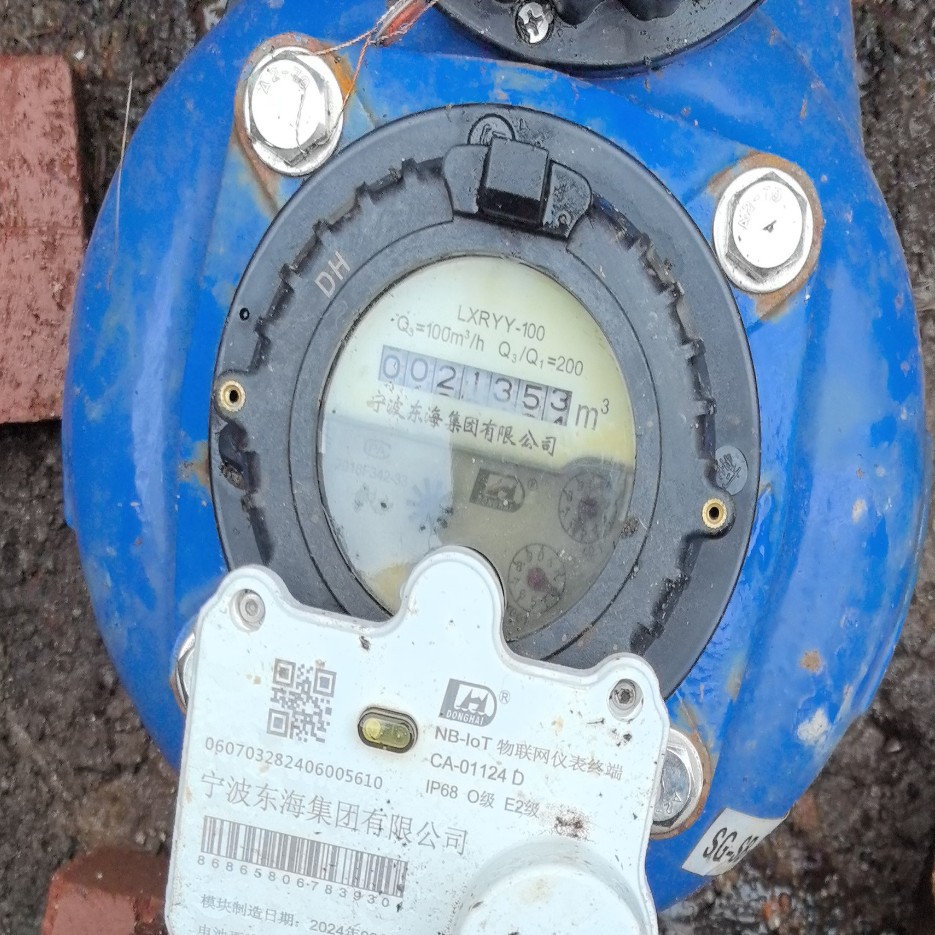 DH
LXRYY-100
Q₃=100m³/h Q₃/Q₁=200
0021353 m³
宁波东海集团有限公司
DONGHAI®
NB-IoT 物联网仪表终端
CA-01124 D
IP68 O级 E2级
060703282406005610
宁波东海集团有限公司
模块制造日期: 2024年